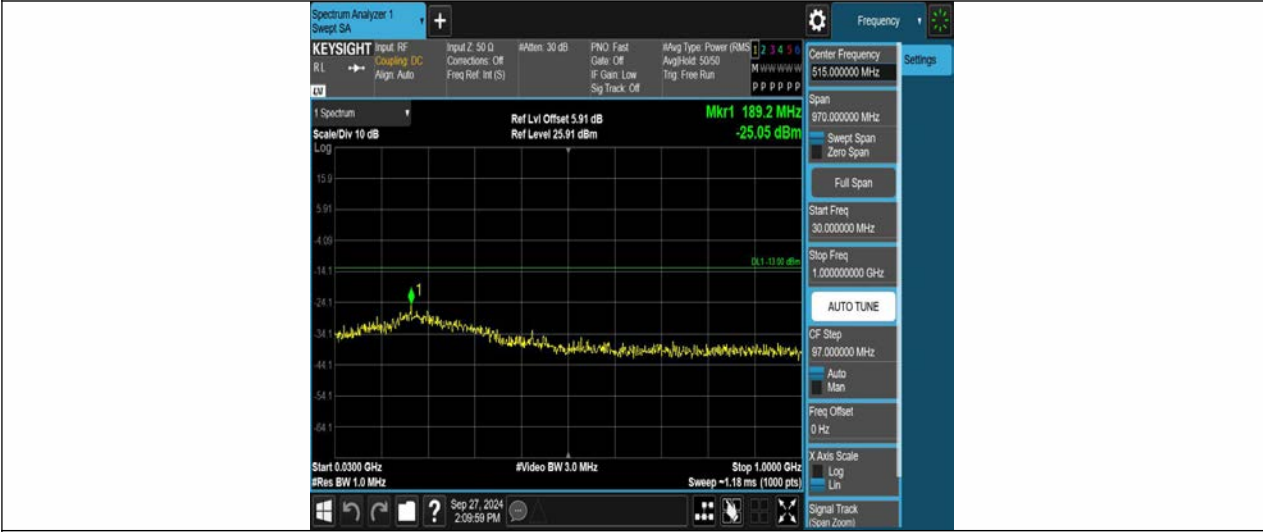 Spectrum Analyzer 1
Swept SA
+
Frequency
KEYSIGHT
RL
LV
Input: RF
Coupling: DC
Align: Auto
Input Z: 50 Ω
Corrections: Off
Freq Ref: Int (S)
#Atten: 30 dB
PNO: Fast
Gate: Off
IF Gain: Low
Sig Track: Off
#Avg Type: Power (RMS
Avg|Hold: 50/50
Trig: Free Run
1 2 3 4 5 6
M W W W W W
P P P P P P
1 Spectrum
Scale/Div 10 dB
Log
Ref Lvl Offset 5.91 dB
Ref Level 25.91 dBm
Mkr1 189.2 MHz
-25.05 dBm
15.9
5.91
-4.09
-14.1
-24.1
-34.1
-44.1
-54.1
-64.1
DL1 -13.00 dBm
1
Start 0.0300 GHz
#Res BW 1.0 MHz
#Video BW 3.0 MHz
Stop 1.0000 GHz
Sweep ~1.18 ms (1000 pts)
Center Frequency
515.000000 MHz
Settings
Span
970.000000 MHz
Swept Span
Zero Span
Full Span
Start Freq
30.000000 MHz
Stop Freq
1.000000000 GHz
AUTO TUNE
CF Step
97.000000 MHz
Auto
Man
Freq Offset
0 Hz
X Axis Scale
Log
Lin
Signal Track
(Span Zoom)
?
Sep 27, 2024
2:09:59 PM